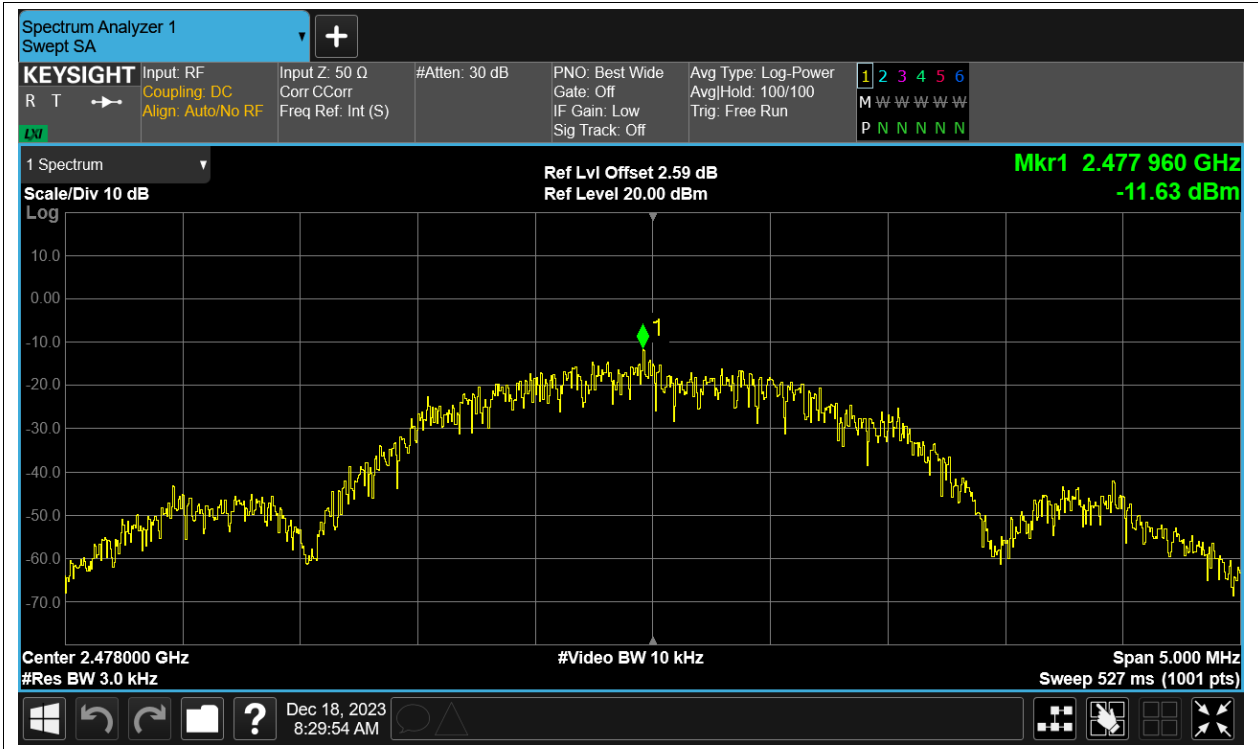 Spectrum Analyzer 1
Swept SA
KEYSIGHT
R T
LXI
Input: RF
Coupling: DC
Align: Auto/No RF
Input Z: 50 Ω
Corr CCorr
Freq Ref: Int (S)
#Atten: 30 dB
PNO: Best Wide
Gate: Off
IF Gain: Low
Sig Track: Off
Avg Type: Log-Power
Avg|Hold: 100/100
Trig: Free Run
1 2 3 4 5 6
M W W W W W
P N N N N N
1 Spectrum
Scale/Div 10 dB
Log
Ref Lvl Offset 2.59 dB
Ref Level 20.00 dBm
Mkr1 2.477 960 GHz
-11.63 dBm
10.0
0.00
-10.0
-20.0
-30.0
-40.0
-50.0
-60.0
-70.0
1
Center 2.478000 GHz
#Res BW 3.0 kHz
#Video BW 10 kHz
Span 5.000 MHz
Sweep 527 ms (1001 pts)
?
Dec 18, 2023
8:29:54 AM